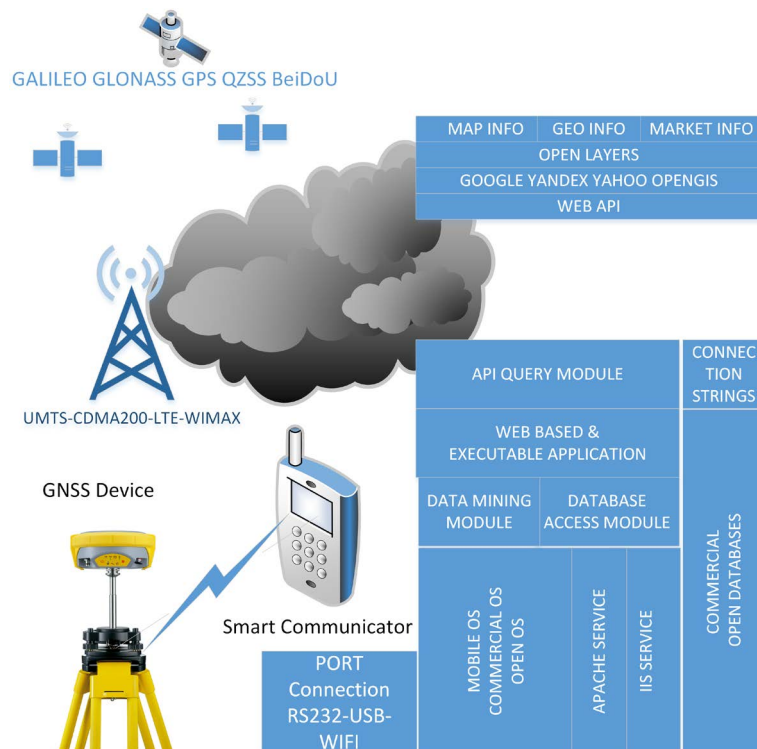 GALILEO GLONASS GPS QZSS BeiDoU
MAP INFO
GEO INFO
MARKET INFO
OPEN LAYERS
GOOGLE YANDEX YAHOO OPENGIS
WEB API
UMTS-CDMA200-LTE-WIMAX
API QUERY MODULE
CONNEC
TION
STRINGS
WEB BASED &
EXECUTABLE APPLICATION
DATA MINING
MODULE
DATABASE
ACCESS MODULE
GNSS Device
Smart Communicator
PORT
Connection
RS232-USB-
WIFI
MOBILE OS
COMMERCIAL OS
OPEN OS
APACHE SERVICE
IIS SERVICE
COMMERCIAL
OPEN DATABASES